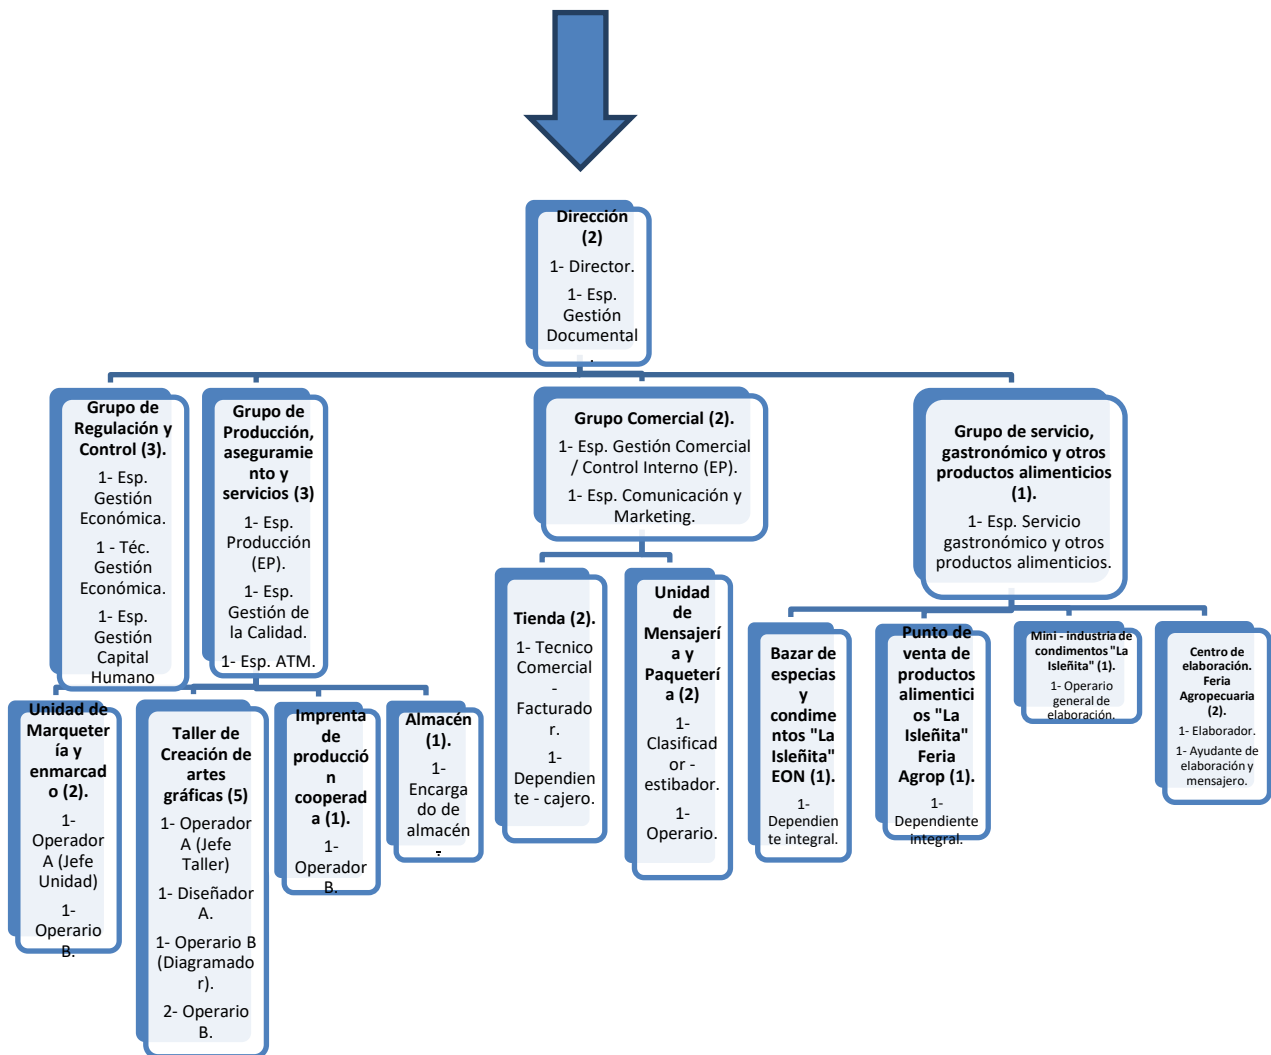 Dirección
(2)
1- Director.
1- Esp.
Gestión
Documental
.
Grupo de
Regulación y
Control (3).
1- Esp.
Gestión
Económica.
1 - Téc.
Gestión
Económica.
1- Esp.
Gestión
Capital
Humano
Grupo de
Producción,
aseguramie
nto y
servicios (3)
1- Esp.
Producción
(EP).
1- Esp.
Gestión de
la Calidad.
1- Esp. ATM.
Grupo Comercial (2).
1- Esp. Gestión Comercial
/ Control Interno (EP).
1- Esp. Comunicación y
Marketing.
Grupo de servicio,
gastronómico y otros
productos alimenticios
(1).
1- Esp. Servicio
gastronómico y otros
productos alimenticios.
Unidad de
Marqueter
ía y
enmarcad
o (2).
1-
Operador
A (Jefe
Unidad)
1-
Operario
B.
Taller de
Creación de
artes
gráficas (5)
1- Operador
A (Jefe
Taller)
1- Diseñador
A.
1- Operario B
(Diagramado
r).
2- Operario
B.
Imprenta
de
producció
n
cooperad
a (1).
1-
Operador
B.
Almacén
(1).
1-
Encarga
do de
almacén
.
Tienda (2).
1- Tecnico
Comercial
-
Facturado
r.
1-
Dependien
te - cajero.
Unidad
de
Mensajerí
a y
Paqueterí
a (2)
1-
Clasificad
or -
estibador.
1-
Operario.
Bazar de
especias
y
condime
ntos "La
Isleñita"
EON (1).
1-
Dependien
te integral.
Punto de
venta de
productos
alimentici
os "La
Isleñita"
Feria
Agrop (1).
1-
Dependiente
integral.
Mini - industria de
condimentos "La
Isleñita" (1).
1- Operario
general de
elaboración.
Centro de
elaboración.
Feria
Agropecuaria
(2).
1- Elaborador.
1- Ayudante de
elaboración y
mensajero.